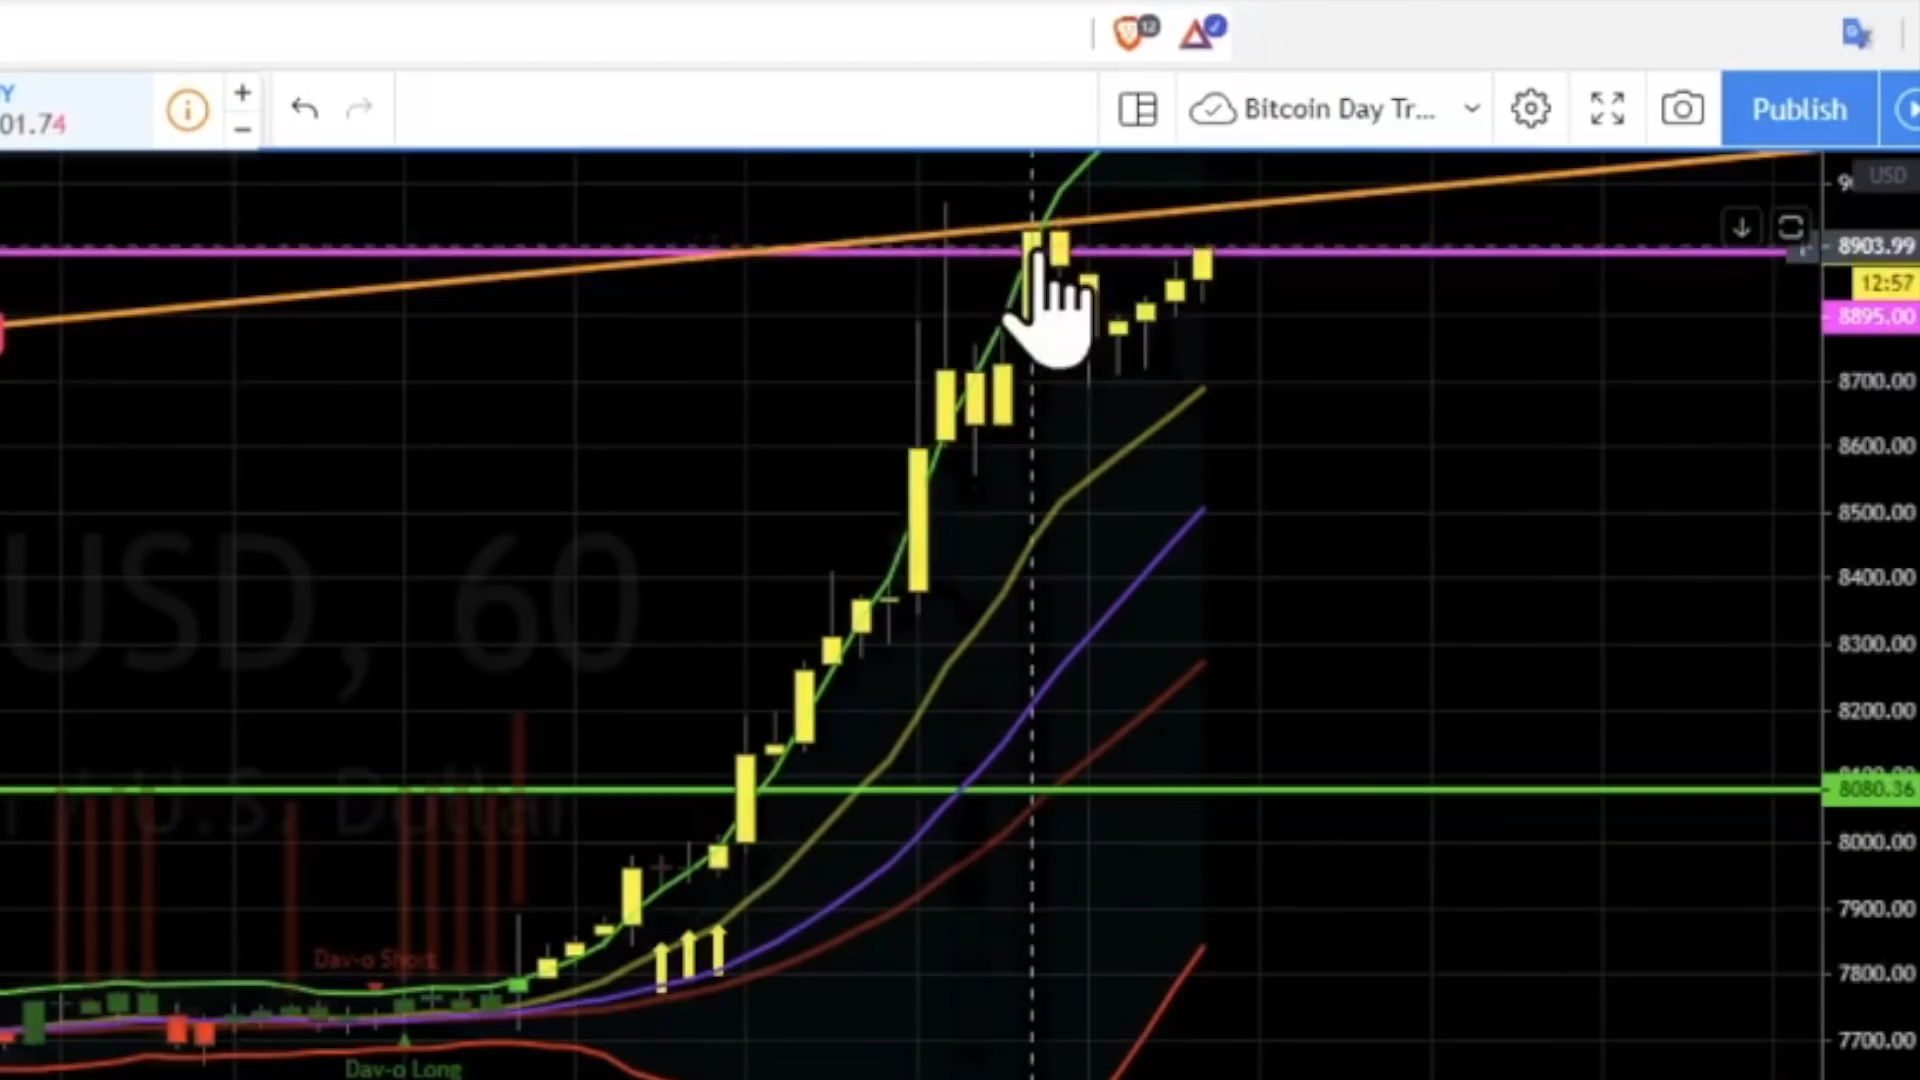 12
Y
01.74
Bitcoin Day Tr...
Publish
USD
8903.99
12:57
8895.00
8700.00
8600.00
8500.00
8400.00
8300.00
8200.00
8080.36
8000.00
7900.00
7800.00
7700.00
USD, 60
U.S. Dollar
Dav-o Short
Dav-o Long